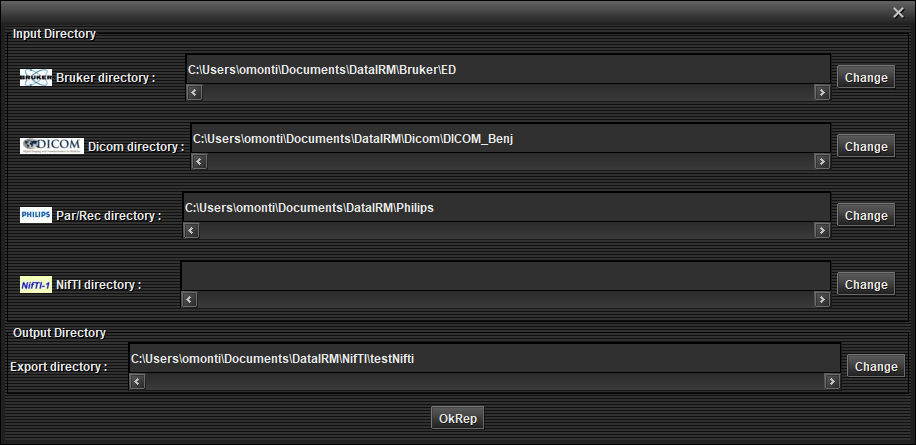 Input Directory
BRUKER Bruker directory : C:\Users\omonti\Documents\DataIRM\Bruker\ED Change
DICOM Dicom directory : C:\Users\omonti\Documents\DataIRM\Dicom\DICOM_Benj Change
PHILIPS Par/Rec directory : C:\Users\omonti\Documents\DataIRM\Philips Change
NifTI-1 NifTI directory : Change
Output Directory
Export directory : C:\Users\omonti\Documents\DataIRM\NifTI\testNifti Change
OkRep